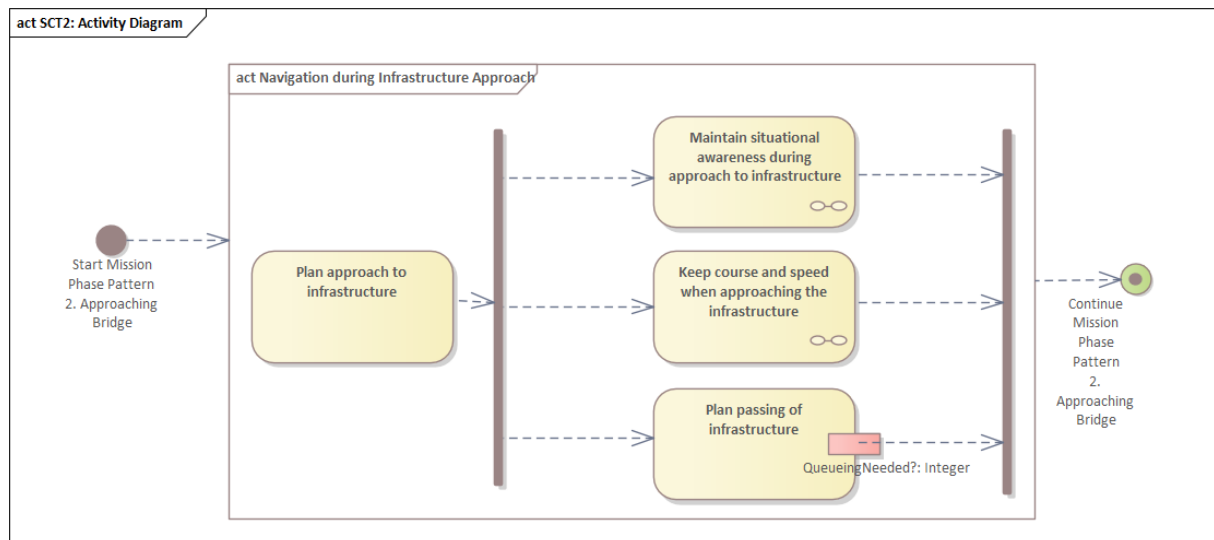 act SCT2: Activity Diagram
act Navigation during Infrastructure Approach
Maintain situational
awareness during
approach to infrastructure
Start Mission
Phase Pattern
2. Approaching
Bridge
Plan approach to
infrastructure
Keep course and speed
when approaching the
infrastructure
Continue
Mission
Phase
Pattern
2.
Approaching
Bridge
Plan passing of
infrastructure
QueueingNeeded?: Integer